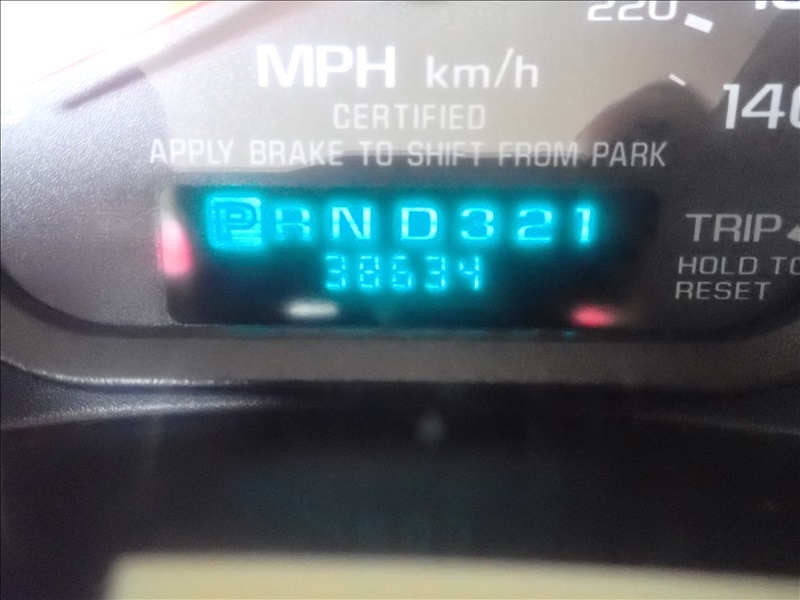 220
MPH km/h
140
CERTIFIED
APPLY BRAKE TO SHIFT FROM PARK
PRND321
TRIP
38634
HOLD TO
RESET